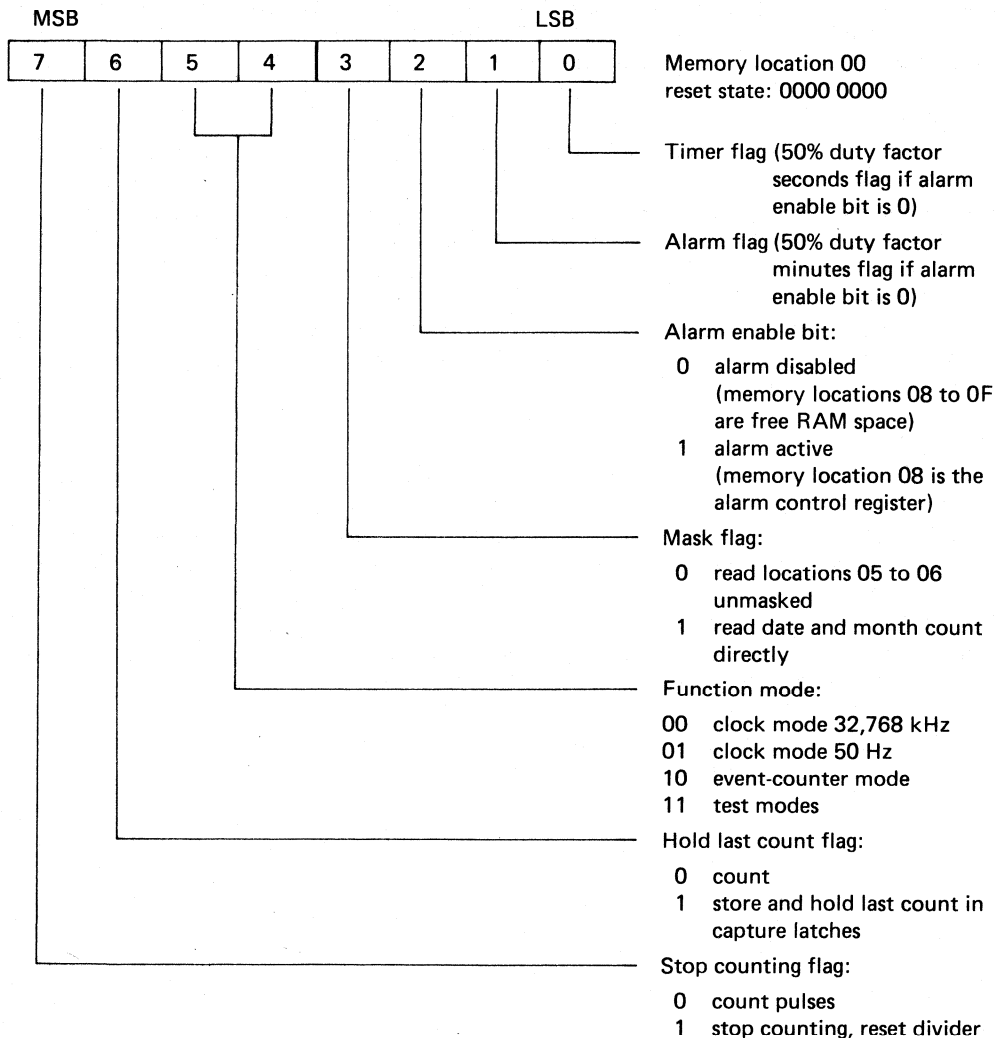 MSB LSB
7 6 5 4 3 2 1 0
Memory location 00
reset state: 0000 0000
Timer flag (50% duty factor
seconds flag if alarm
enable bit is 0)
Alarm flag (50% duty factor
minutes flag if alarm
enable bit is 0)
Alarm enable bit:
0 alarm disabled
(memory locations 08 to 0F
are free RAM space)
1 alarm active
(memory location 08 is the
alarm control register)
Mask flag:
0 read locations 05 to 06
unmasked
1 read date and month count
directly
Function mode:
00 clock mode 32,768 kHz
01 clock mode 50 Hz
10 event-counter mode
11 test modes
Hold last count flag:
0 count
1 store and hold last count in
capture latches
Stop counting flag:
0 count pulses
1 stop counting, reset divider